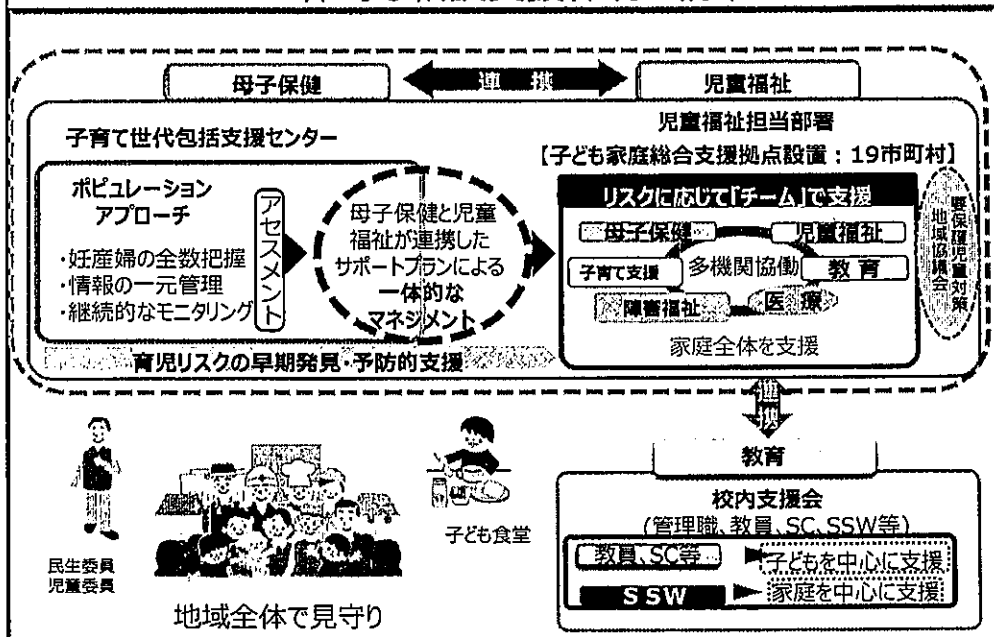 母子保健
連携
児童福祉
子育て世代包括支援センター
児童福祉担当部署
【子ども家庭総合支援拠点設置：19市町村】
ポピュレーション
アプローチ
・妊産婦の全数把握
・情報の一元管理
・継続的なモニタリング
アセスメント
母子保健と児童
福祉が連携した
サポートプランによる
一体的な
マネジメント
リスクに応じて｢チーム｣で支援
母子保健
児童福祉
子育て支援
多機関協働
教育
障害福祉
医療
家庭全体を支援
要保護児童対策
地域協議会
育児リスクの早期発見･予防的支援
連携
民生委員
児童委員
地域全体で見守り
子ども食堂
教育
校内支援会
(管理職、教員、SC、SSW等)
教員、SC等
子どもを中心に支援
SSW
家庭を中心に支援